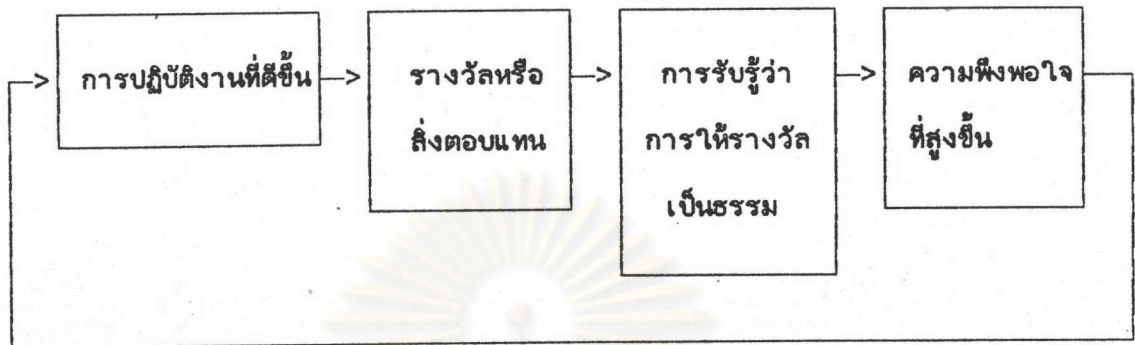 การปฏิบัติงานที่ดีขึ้น
รางวัลหรือ
สิ่งตอบแทน
การรับรู้ว่า
การให้รางวัล
เป็นธรรม
ความพึงพอใจ
ที่สูงขึ้น